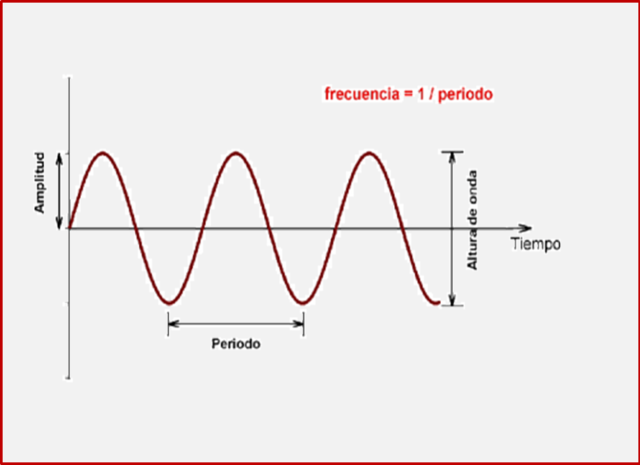 frecuencia = 1 / periodo
Amplitud
Altura de onda
Tiempo
Periodo